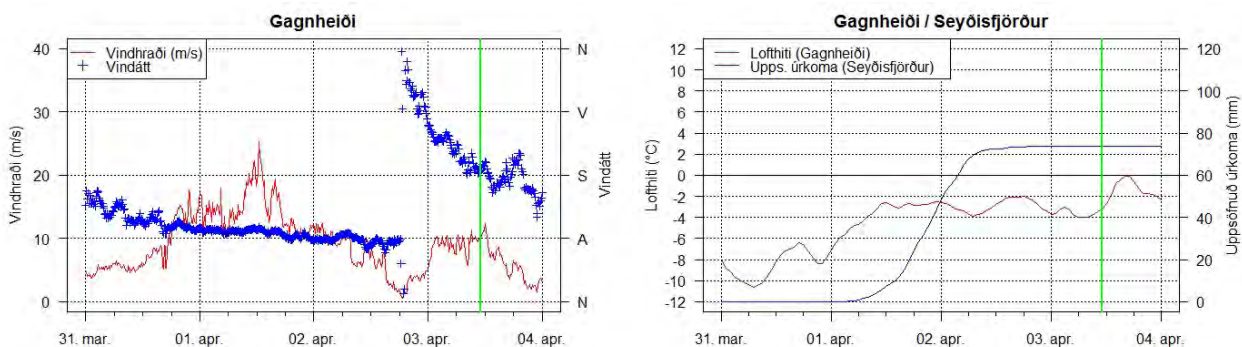 Gagnheiði
Vindhraði (m/s)
Vindátt
Vindhraði (m/s)
40
30
20
10
0
N
V
S
A
N
Vindátt
31. mar.
01. apr.
02. apr.
03. apr.
04. apr.
Gagnheiði / Seyðisfjörður
Lofthiti (Gagnheiði)
Upps. úrkoma (Seyðisfjörður)
Lofthiti (°C)
12
10
8
6
4
2
0
-2
-4
-6
-8
-10
-12
120
100
80
60
40
20
0
Uppsöfnuð úrkoma (mm)
31. mar.
01. apr.
02. apr.
03. apr.
04. apr.